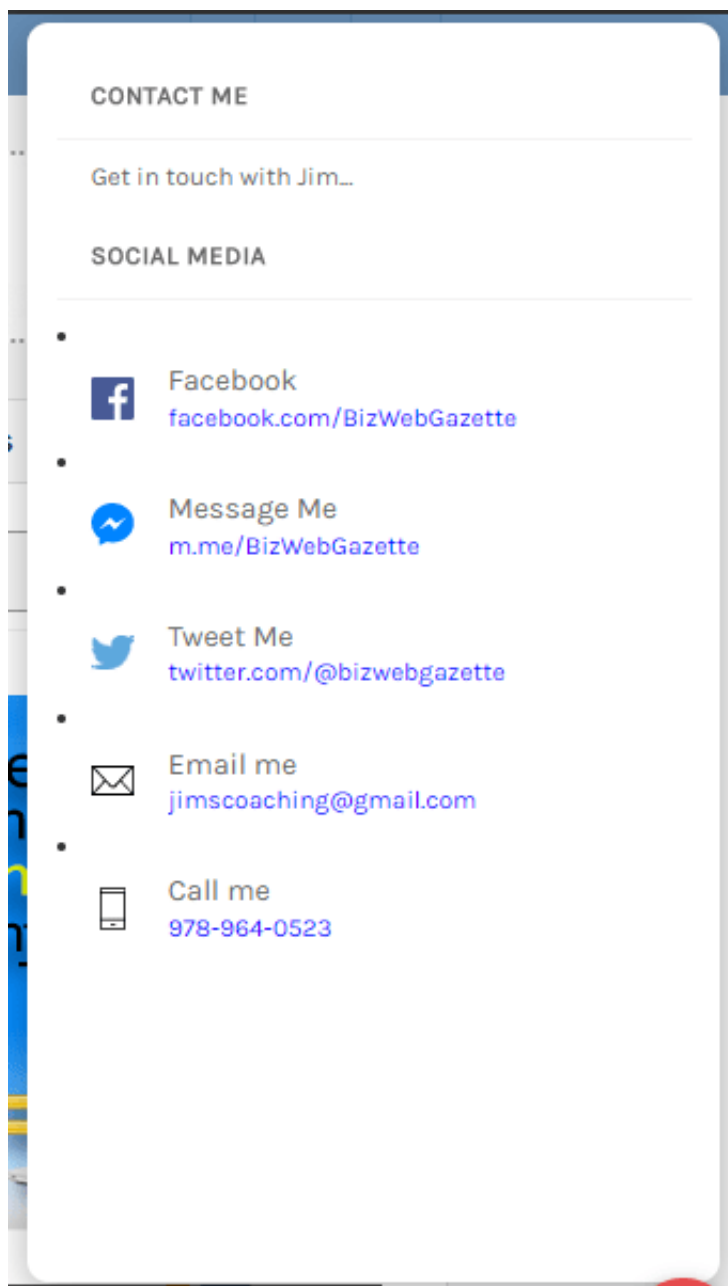 CONTACT ME
Get in touch with Jim...
SOCIAL MEDIA
Facebook
facebook.com/BizWebGazette
Message Me
m.me/BizWebGazette
Tweet Me
twitter.com/@bizwebgazette
Email me
jimscoaching@gmail.com
Call me
978-964-0523